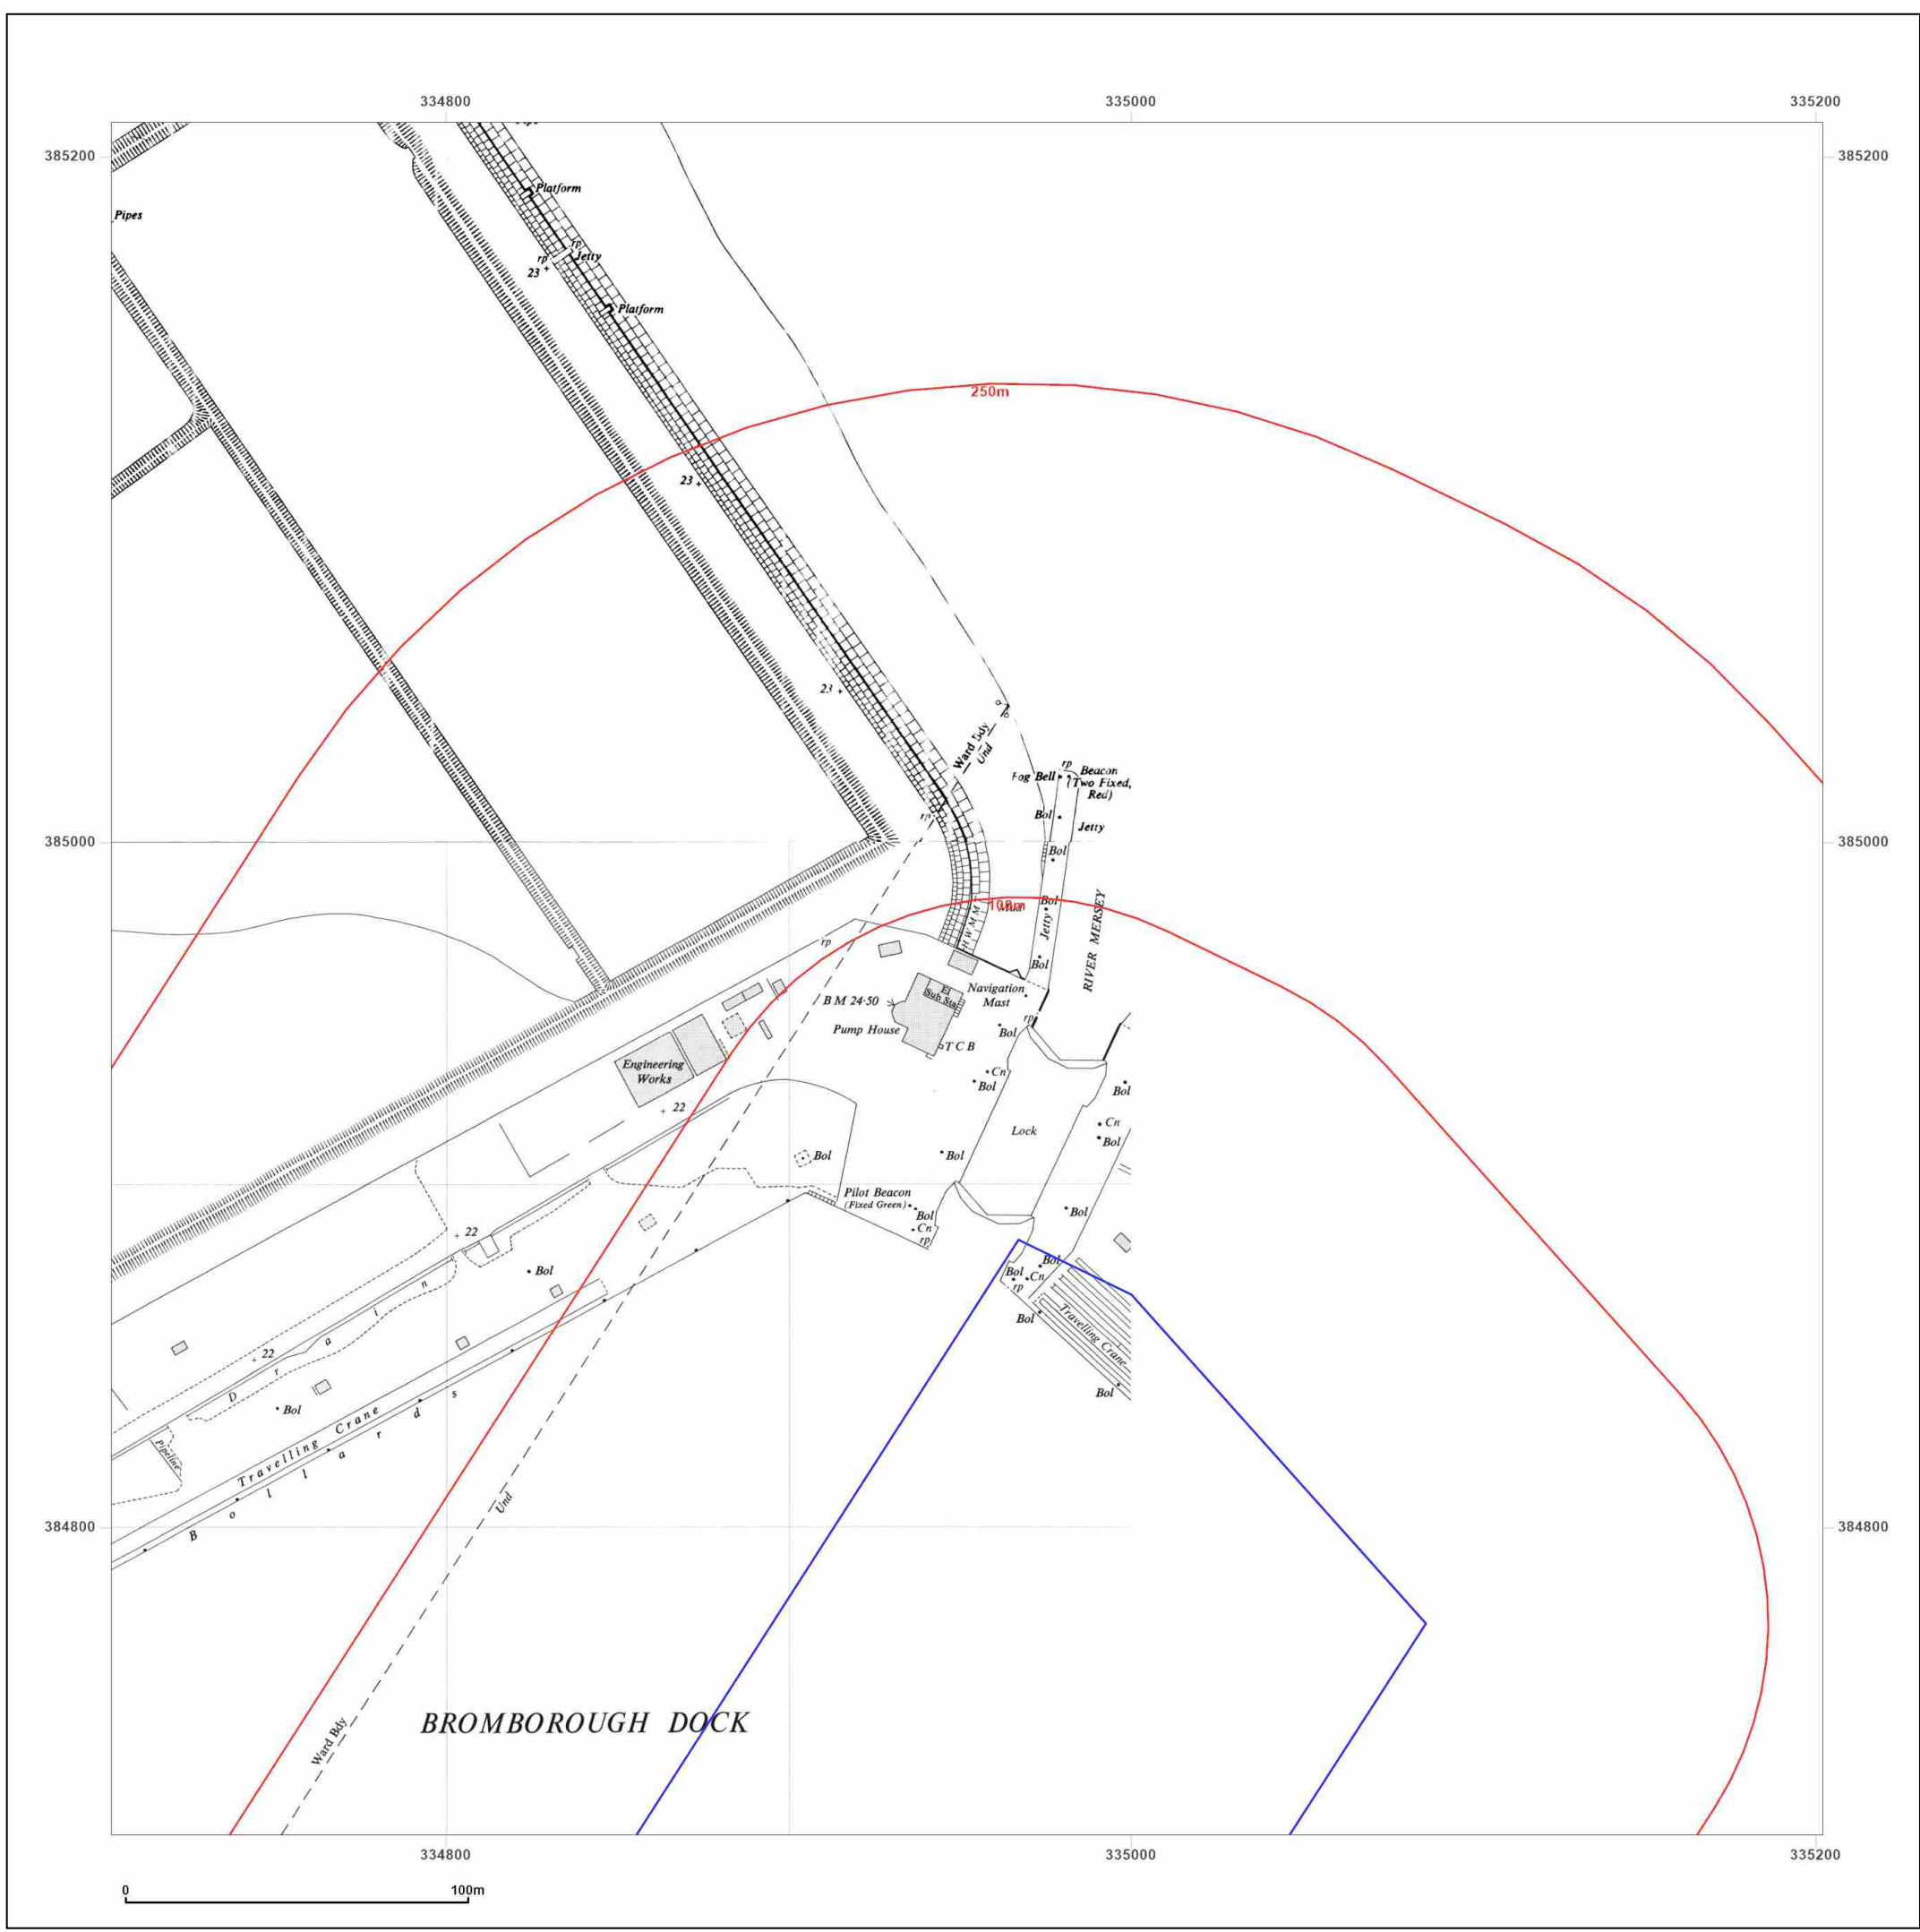 334800
335000
335200
385200
385200
Platform
Pipes
rp
rp
Jetty
23
Platform
250m
23
23
Ward Bdy
Und
rp
Fog Bell
Beacon
(Two Fixed,
Red)
Bol
rp
Jetty
385000
385000
Bol
Bol
100m
Mud
H W M M T
Jetty
RIVER MERSEY
rp
Bol
El
Sub Sta
Navigation
Mast
B M 24·50
rp
Pump House
Bol
T C B
Engineering
Works
Cn
Bol
Bol
22
Cn
Lock
Bol
Bol
Bol
Pilot Beacon
(Fixed Green)
Bol
Bol
Cn
22
rp
Bol
Bol
Bol
Cn
rp
Drain
Bol
Travelling Crane
22
Bol
Bol
Travelling Crane
Pipeline
Bollards
Und
384800
384800
BROMBOROUGH DOCK
Ward Bdy
334800
335000
335200
0
100m